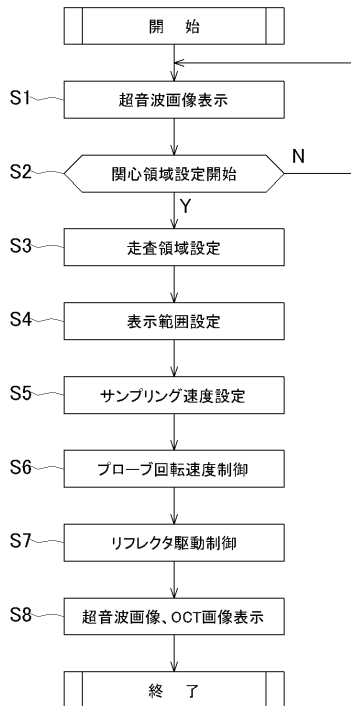 開 始
S1
超音波画像表示
S2
関心領域設定開始
N
Y
S3
走査領域設定
S4
表示範囲設定
S5
サンプリング速度設定
S6
プローブ回転速度制御
S7
リフレクタ駆動制御
S8
超音波画像、OCT画像表示
終 了